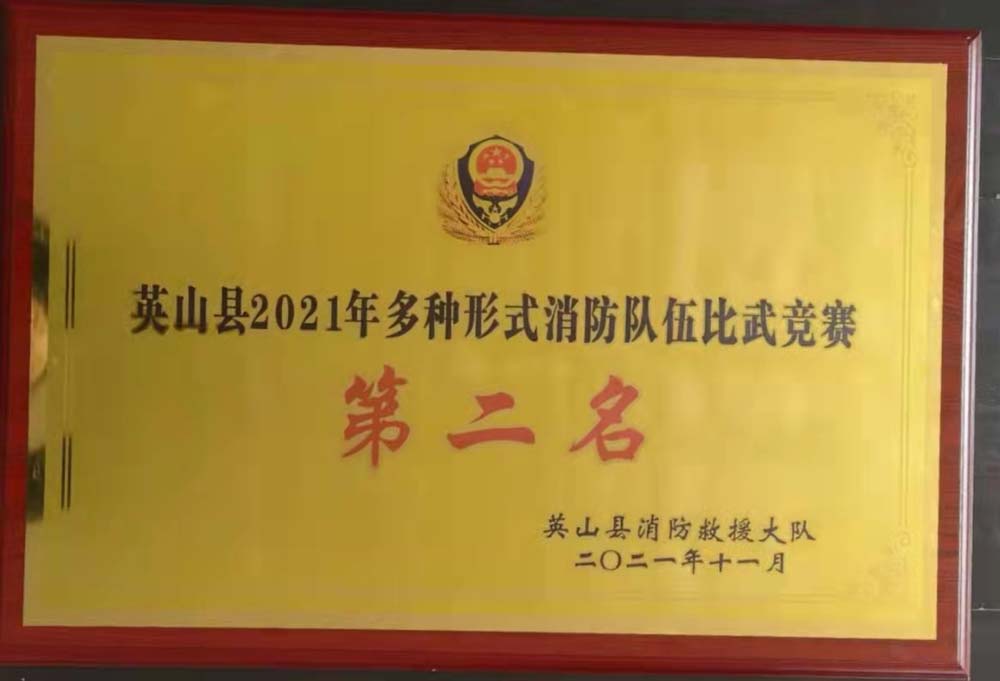 英山县2021年多种形式消防队伍比武竞赛
第二名
英山县消防救援大队
二〇二一年十一月